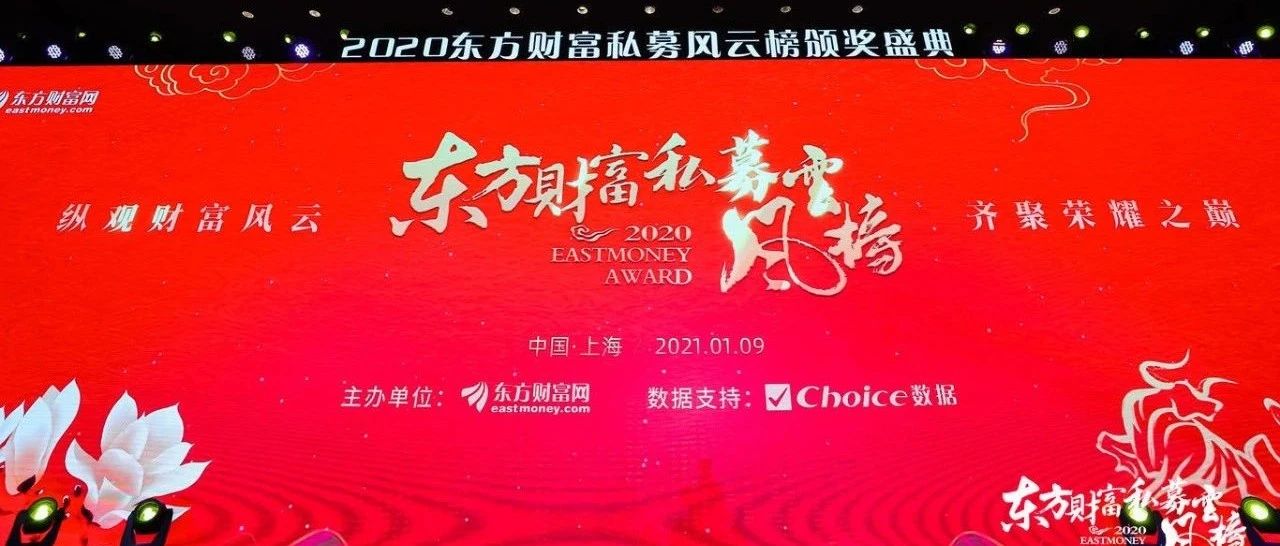 2020东方财富私募风云榜颁奖盛典
东方财富网
eastmoney.com
东方财富私募雲
风榜
2020
EASTMONEY
AWARD
纵观财富风云
齐聚荣耀之巅
中国·上海 2021.01.09
主办单位: 东方财富网
eastmoney.com
数据支持: Choice数据
东方财富私募雲
风榜
2020
EASTMONEY